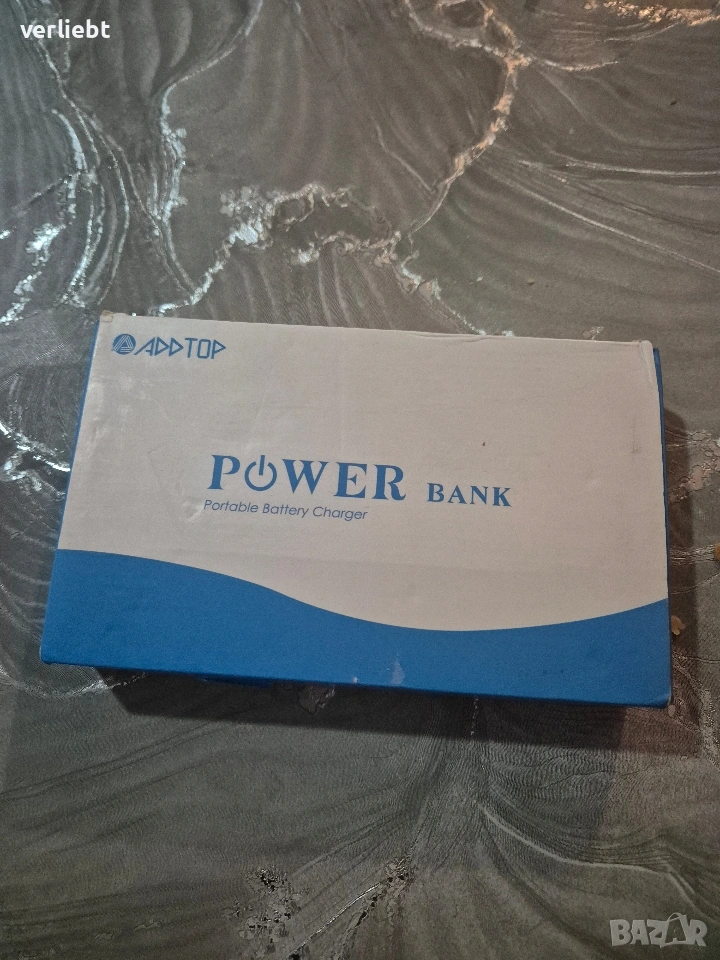 verliebt
ADDTOP
POWER BANK
Portable Battery Charger
BAZAR